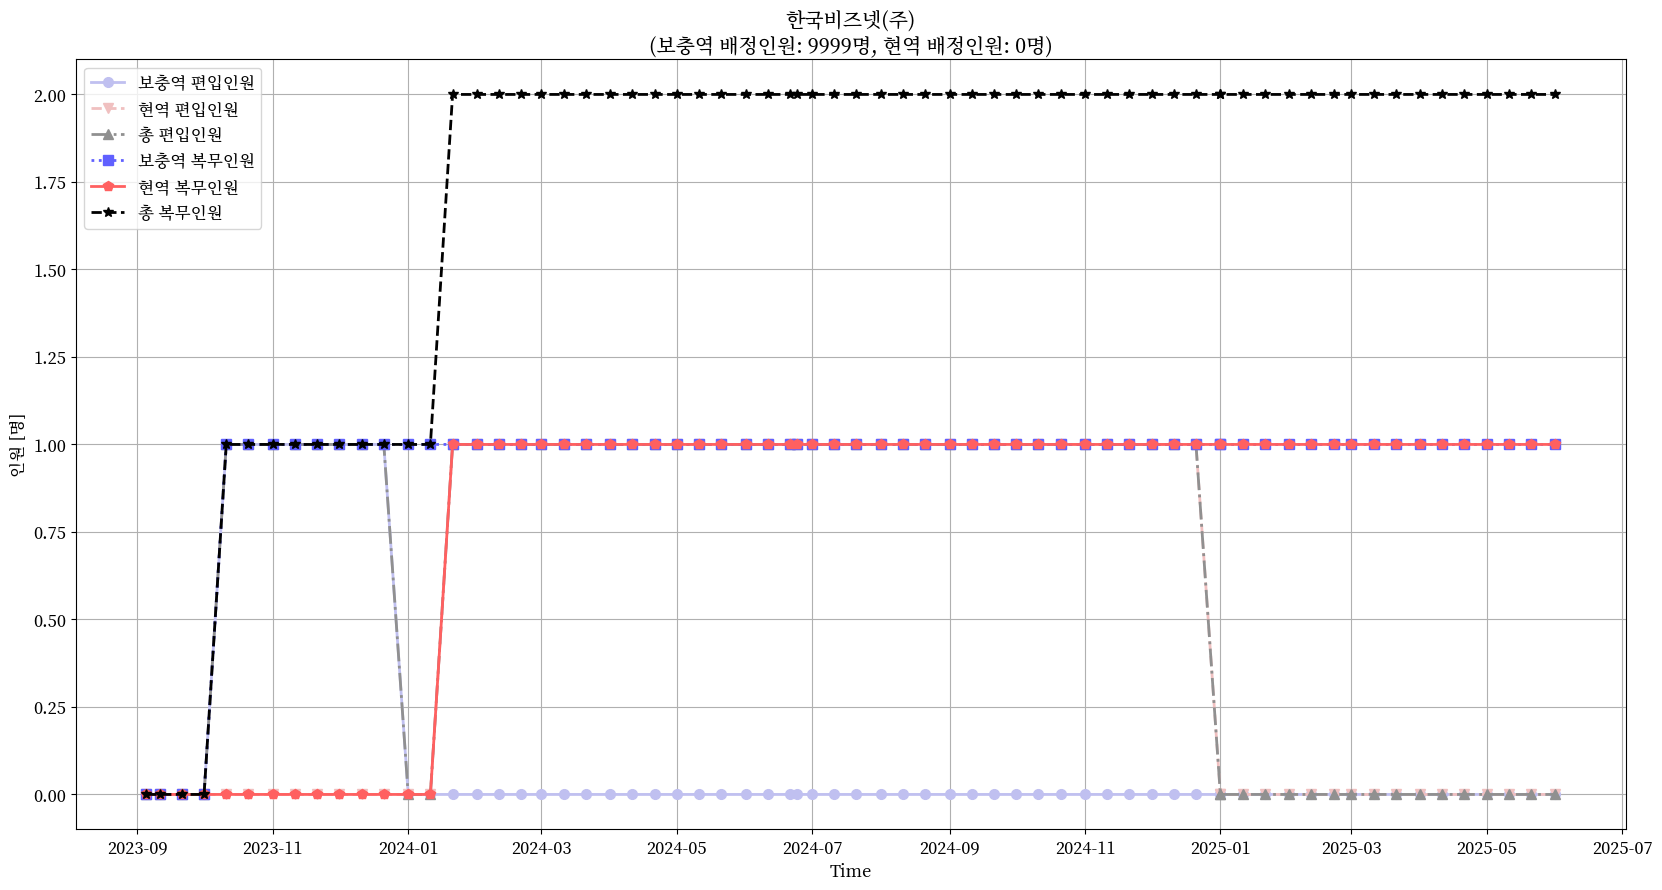 한국비즈넷(주)
(보충역 배정인원: 9999명, 현역 배정인원: 0명)
보충역 편입인원
현역 편입인원
총 편입인원
보충역 복무인원
현역 복무인원
총 복무인원
2.00
1.75
1.50
1.25
1.00
0.75
0.50
0.25
0.00
인원 [명]
2023-09 2023-11 2024-01 2024-03 2024-05 2024-07 2024-09 2024-11 2025-01 2025-03 2025-05 2025-07
Time